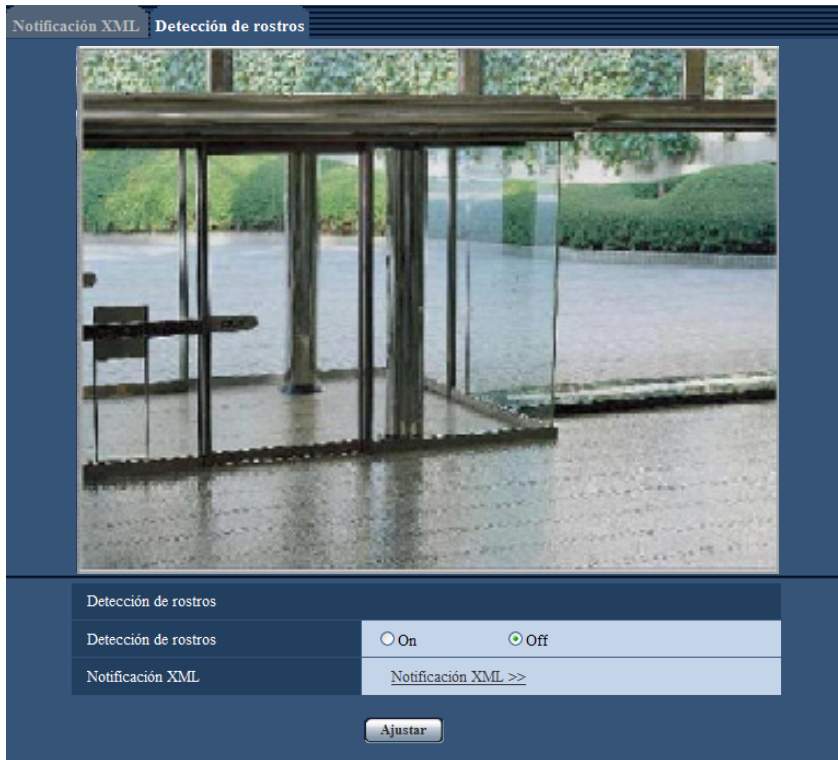 Notificación XML Detección de rostros
Detección de rostros
Detección de rostros On Off
Notificación XML Notificación XML >>
Ajustar